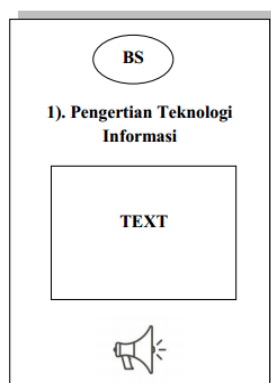 BS
1). Pengertian Teknologi
Informasi
TEXT